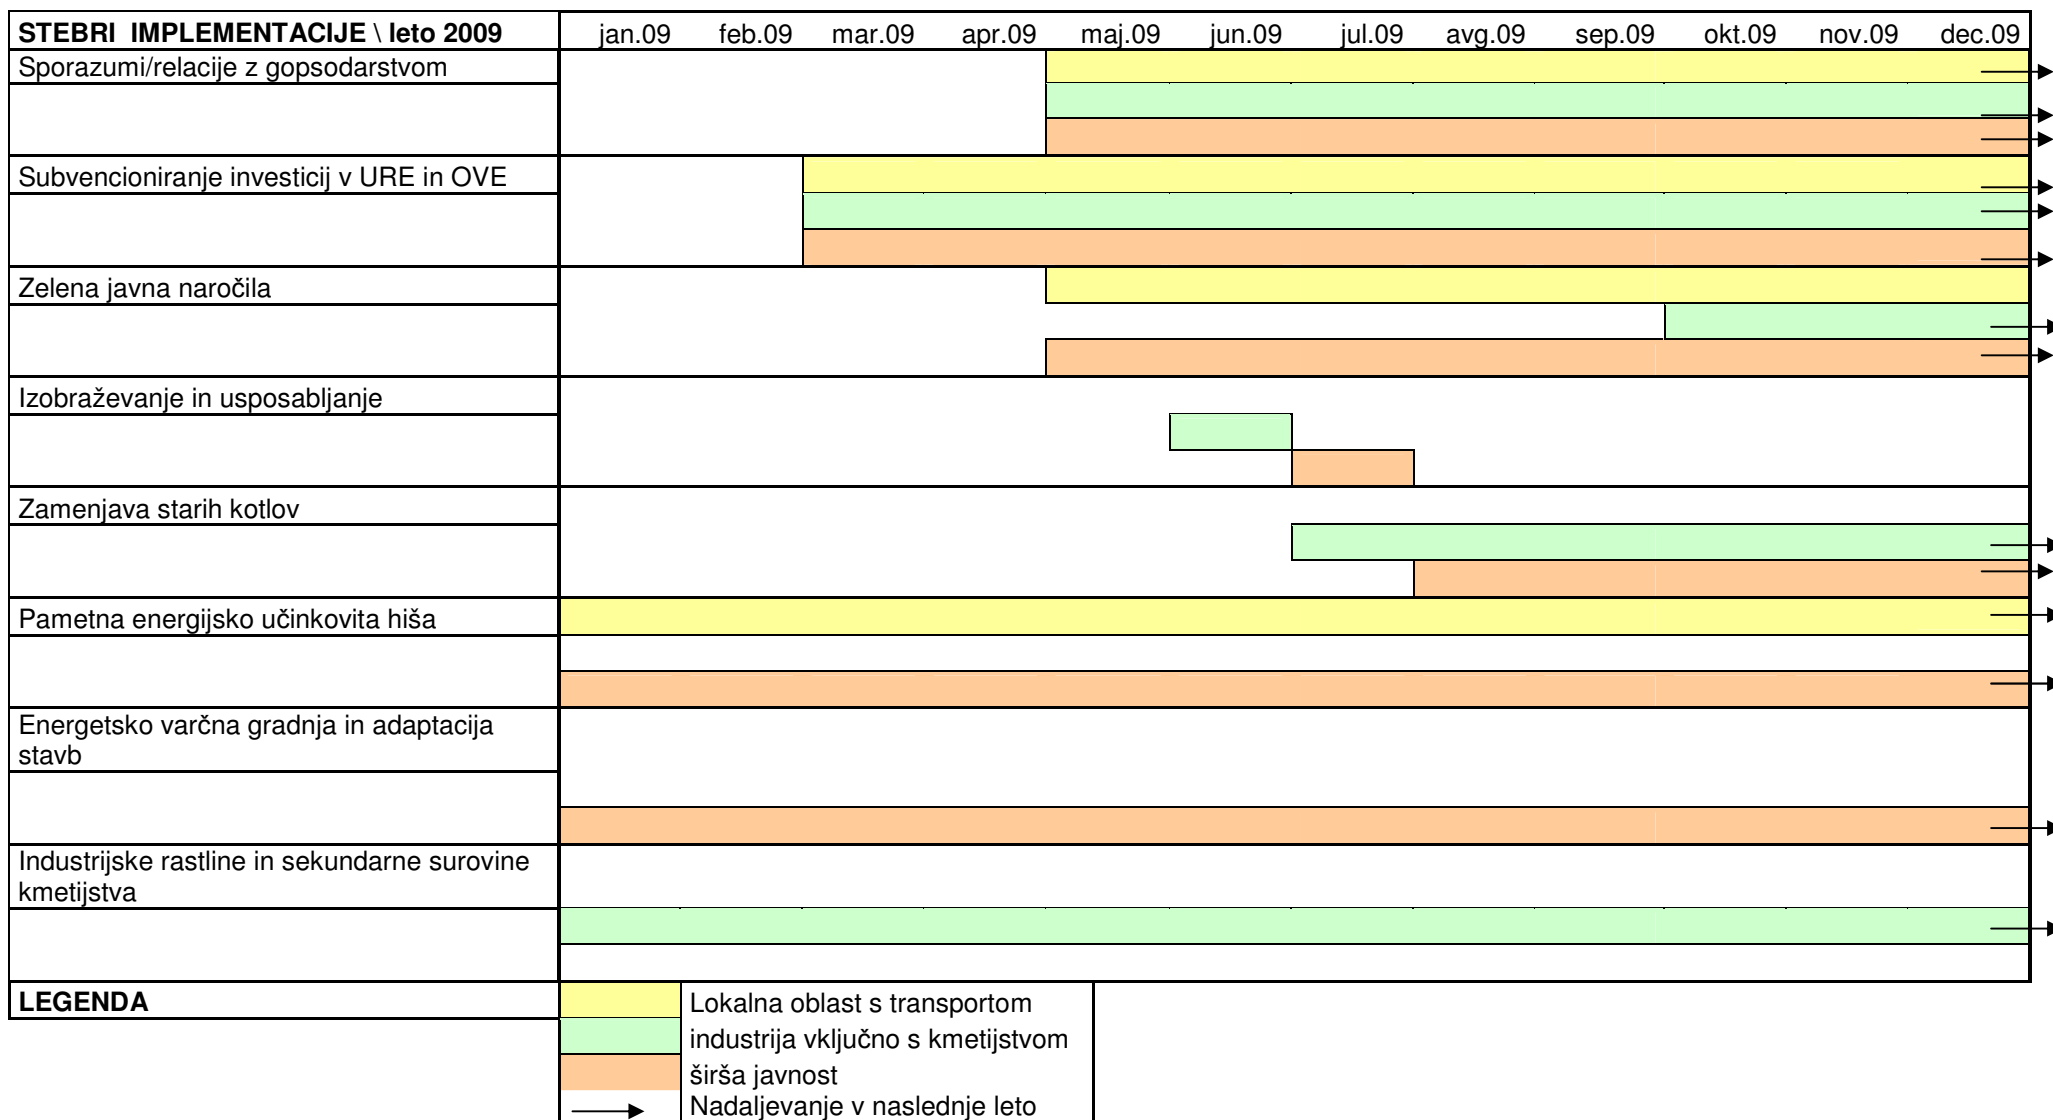 STEBRI IMPLEMENTACIJE \ leto 2009 jan.09 feb.09 mar.09 apr.09 maj.09 jun.09 jul.09 avg.09 sep.09 okt.09 nov.09 dec.09
Sporazumi/relacije z gopsodarstvom
Subvencioniranje investicij v URE in OVE
Zelena javna naročila
Izobraževanje in usposabljanje
Zamenjava starih kotlov
Pametna energijsko učinkovita hiša
Energetsko varčna gradnja in adaptacija
stavb
Industrijske rastline in sekundarne surovine
kmetijstva
LEGENDA Lokalna oblast s transportom
industrija vključno s kmetijstvom
širša javnost
Nadaljevanje v naslednje leto